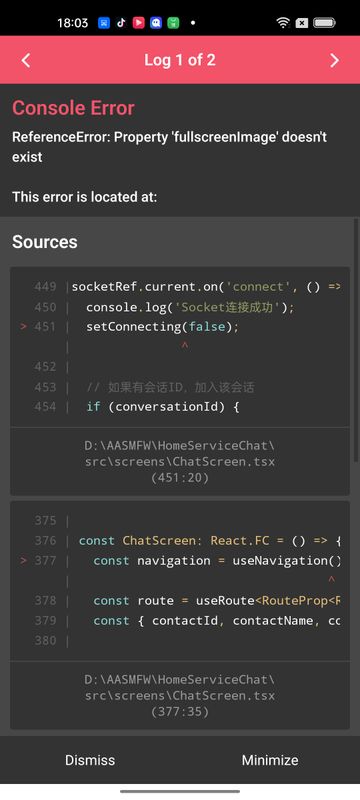 18:03
Log 1 of 2
Console Error
ReferenceError: Property 'fullscreenImage' doesn't
exist
This error is located at:
Sources
449 |socketRef.current.on('connect', () =>
450 |  console.log('Socket连接成功');
> 451 |  setConnecting(false);
|               ^
452 |
453 |  // 如果有会话ID，加入该会话
454 |  if (conversationId) {
D:\AASMFW\HomeServiceChat\
src\screens\ChatScreen.tsx
(451:20)
375 |
376 | const ChatScreen: React.FC = () => {
> 377 |   const navigation = useNavigation()
|                                   ^
378 |   const route = useRoute<RouteProp<R
379 |   const { contactId, contactName, co
380 |
D:\AASMFW\HomeServiceChat\
src\screens\ChatScreen.tsx
(377:35)
Dismiss
Minimize